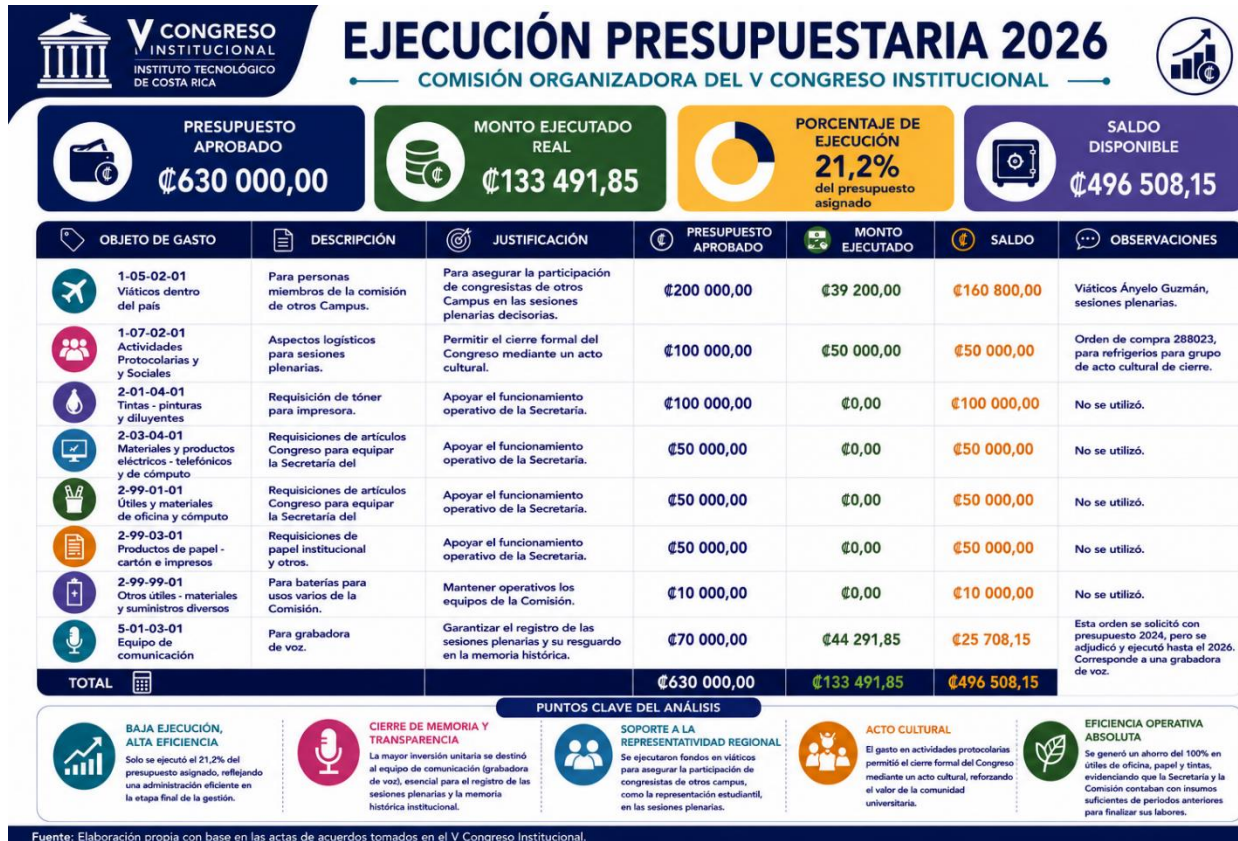 V CONGRESO
INSTITUCIONAL
INSTITUTO TECNOLÓGICO
DE COSTA RICA
EJECUCIÓN PRESUPUESTARIA 2026
COMISIÓN ORGANIZADORA DEL V CONGRESO INSTITUCIONAL
PRESUPUESTO
APROBADO
₡630 000,00
MONTO EJECUTADO
REAL
₡133 491,85
PORCENTAJE DE
EJECUCIÓN
21,2%
del presupuesto
asignado
SALDO
DISPONIBLE
₡496 508,15
OBJETO DE GASTO
DESCRIPCIÓN
JUSTIFICACIÓN
PRESUPUESTO
APROBADO
MONTO
EJECUTADO
SALDO
OBSERVACIONES
1-05-02-01
Viáticos dentro
del país
Para personas
miembros de la comisión
de otros Campus.
Para asegurar la participación
de congresistas de otros
Campus en las sesiones
plenarias decisorias.
₡200 000,00
₡39 200,00
₡160 800,00
Viáticos Ányelo Guzmán,
sesiones plenarias.
1-07-02-01
Actividades
Protocolarias y
y Sociales
Aspectos logísticos
para sesiones
plenarias.
Permitir el cierre formal del
Congreso mediante un acto
cultural.
₡100 000,00
₡50 000,00
₡50 000,00
Orden de compra 288023,
para refrigerios para grupo
de acto cultural de cierre.
2-01-04-01
Tintas - pinturas
y diluyentes
Requisición de tóner
para impresora.
Apoyar el funcionamiento
operativo de la Secretaría.
₡100 000,00
₡0,00
₡100 000,00
No se utilizó.
2-03-04-01
Materiales y productos
eléctricos - telefónicos
y de cómputo
Requisiciones de artículos
Congreso para equipar
la Secretaría del
Apoyar el funcionamiento
operativo de la Secretaría.
₡50 000,00
₡0,00
₡50 000,00
No se utilizó.
2-99-01-01
Útiles y materiales
de oficina y cómputo
Requisiciones de artículos
Congreso para equipar
la Secretaría del
Apoyar el funcionamiento
operativo de la Secretaría.
₡50 000,00
₡0,00
₡50 000,00
No se utilizó.
2-99-03-01
Productos de papel -
cartón e impresos
Requisiciones de
papel institucional
y otros.
Apoyar el funcionamiento
operativo de la Secretaría.
₡50 000,00
₡0,00
₡50 000,00
No se utilizó.
2-99-99-01
Otros útiles - materiales
y suministros diversos
Para baterías para
usos varios de la
Comisión.
Mantener operativos los
equipos de la Comisión.
₡10 000,00
₡0,00
₡10 000,00
No se utilizó.
5-01-03-01
Equipo de
comunicación
Para grabadora
de voz.
Garantizar el registro de las
sesiones plenarias y su resguardo
en la memoria histórica.
₡70 000,00
₡44 291,85
₡25 708,15
Esta orden se solicitó con
presupuesto 2024, pero se
adjudicó y ejecutó hasta el 2026.
Corresponde a una grabadora
de voz.
TOTAL
₡630 000,00
₡133 491,85
₡496 508,15
PUNTOS CLAVE DEL ANÁLISIS
BAJA EJECUCIÓN,
ALTA EFICIENCIA
Solo se ejecutó el 21,2% del
presupuesto asignado, reflejando
una administración eficiente en
la etapa final de la gestión.
CIERRE DE MEMORIA Y
TRANSPARENCIA
La mayor inversión unitaria se destinó
al equipo de comunicación (grabadora
de voz), esencial para el registro de las
sesiones plenarias y la memoria
histórica institucional.
SOPORTE A LA
REPRESENTATIVIDAD REGIONAL
Se ejecutaron fondos en viáticos
para asegurar la participación de
congresistas de otros campus,
como la representación estudiantil,
en las sesiones plenarias.
ACTO CULTURAL
El gasto en actividades protocolarias
permitió el cierre formal del Congreso
mediante un acto cultural, reforzando
el valor de la comunidad
universitaria.
EFICIENCIA OPERATIVA
ABSOLUTA
Se generó un ahorro del 100% en
útiles de oficina, papel y tintas,
evidenciando que la Secretaría y la
Comisión contaban con insumos
suficientes de periodos anteriores
para finalizar sus labores.
Fuente: Elaboración propia con base en las actas de acuerdos tomados en el V Congreso Institucional.